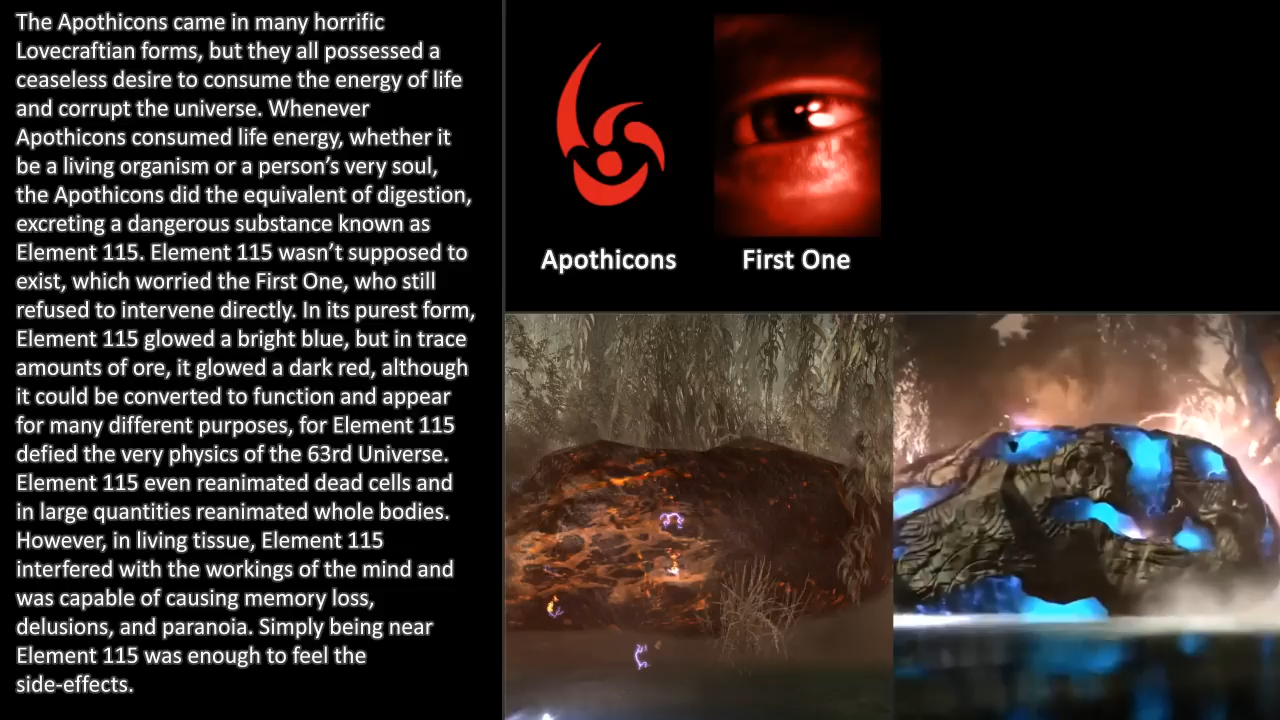 The Apothicons came in many horrific
Lovecraftian forms, but they all possessed a
ceaseless desire to consume the energy of life
and corrupt the universe. Whenever
Apothicons consumed life energy, whether it
be a living organism or a person’s very soul,
the Apothicons did the equivalent of digestion,
excreting a dangerous substance known as
Element 115. Element 115 wasn’t supposed to
exist, which worried the First One, who still
refused to intervene directly. In its purest form,
Element 115 glowed a bright blue, but in trace
amounts of ore, it glowed a dark red, although
it could be converted to function and appear
for many different purposes, for Element 115
defied the very physics of the 63rd Universe.
Element 115 even reanimated dead cells and
in large quantities reanimated whole bodies.
However, in living tissue, Element 115
interfered with the workings of the mind and
was capable of causing memory loss,
delusions, and paranoia. Simply being near
Element 115 was enough to feel the
side-effects.
Apothicons
First One